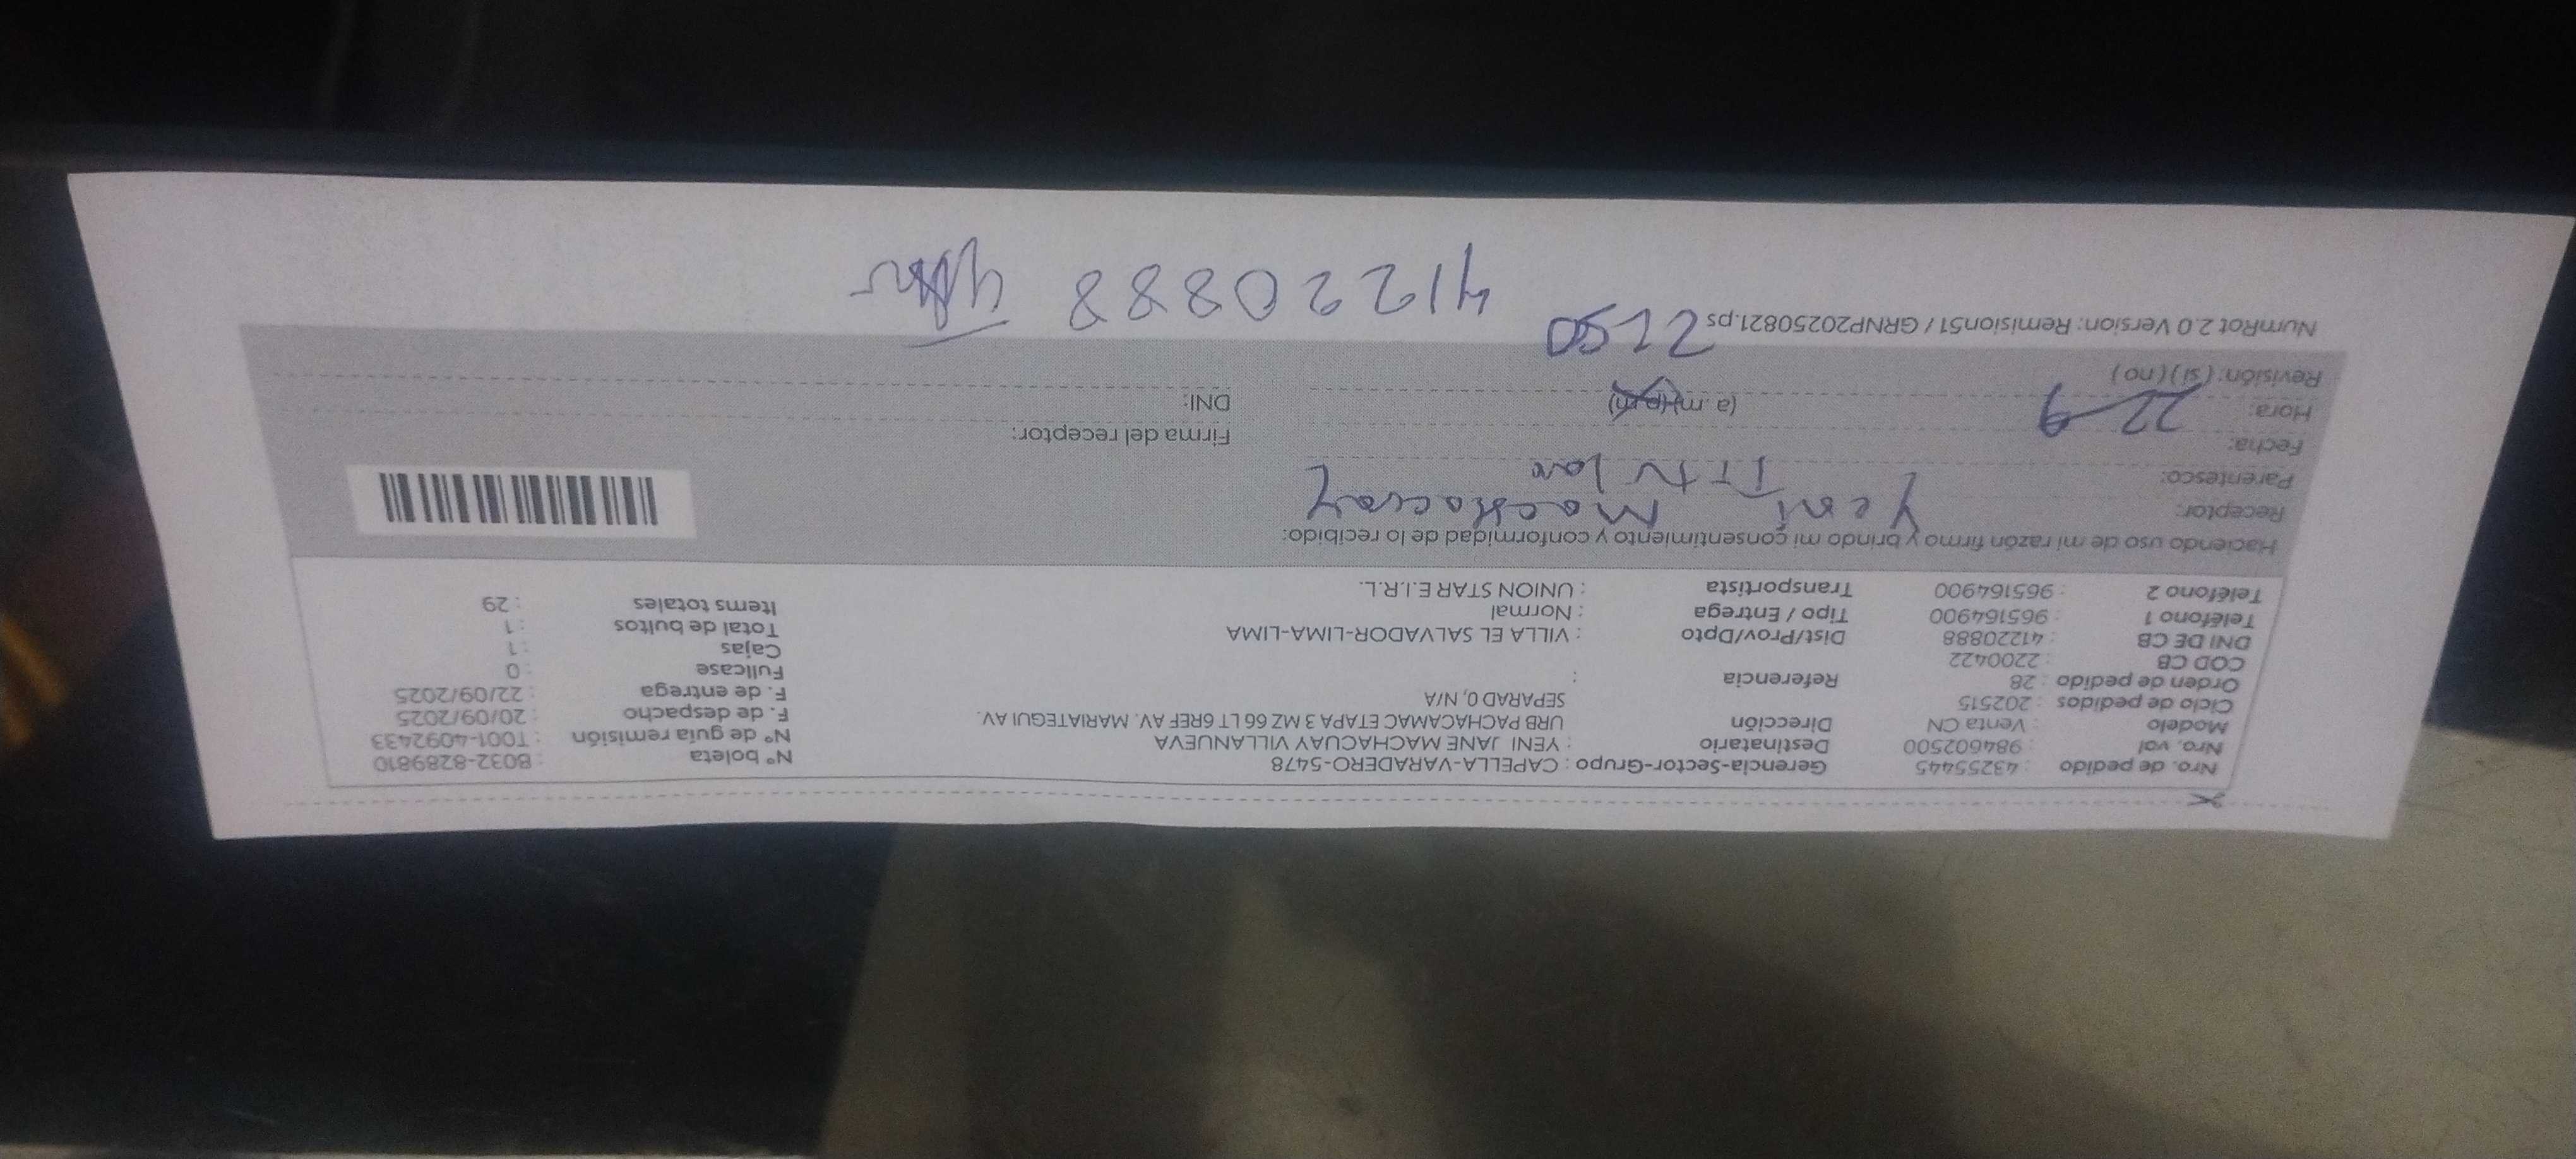 Nro. de pedido : 43255445 Gerencia-Sector-Grupo : CAPELLA-VARADERO-5478 N° boleta : B032-8289810
Nro. vol : 984602500 Destinatario : YENI JANE MACHACUAY VILLANUEVA N° de guía remisión : T001-4092433
Modelo : Venta CN Dirección URB PACHACAMAC ETAPA 3 MZ 66 LT 6REF AV. MARIATEGUI AV. F. de despacho : 20/09/2025
Ciclo de pedidos : 202515 SEPARAD 0, N/A F. de entrega : 22/09/2025
Orden de pedido : 28 Referencia : Fullcase : 0
COD CB : 2200422 Cajas : 1
DNI DE CB : 41220888 Dist/Prov/Dpto : VILLA EL SALVADOR-LIMA-LIMA Total de bultos : 1
Teléfono 1 : 965164900 Tipo / Entrega : Normal Items totales : 29
Teléfono 2 : 965164900 Transportista : UNION STAR E.I.R.L.
Haciendo uso de mi razón firmo y brindo mi consentimiento y conformidad de lo recibido:
Receptor: Yeni Machacuay
Parentesco:
Fecha: 22-9 Firma del receptor:
Hora: (a.m) (p.m) DNI:
Revisión: (si) (no)
NumRot 2.0 Version: Remision51 / GRNP20250821.ps
41220888